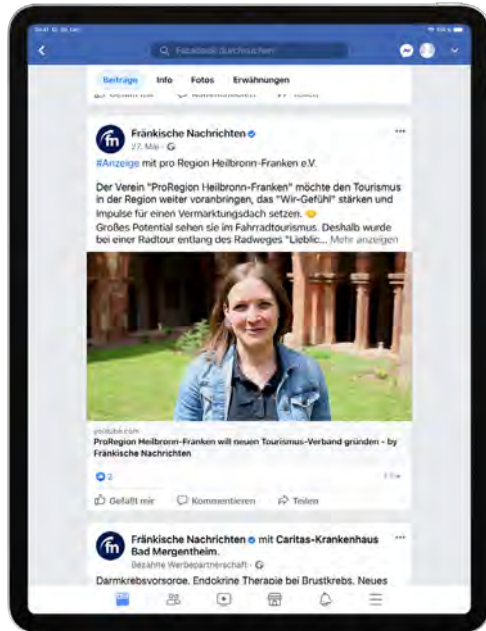 Facebook durchsuchen
Beiträge Info Fotos Erwähnungen
fn
Fränkische Nachrichten
27. Mai ·
#Anzeige mit pro Region Heilbronn-Franken e.V.
Der Verein "ProRegion Heilbronn-Franken" möchte den Tourismus
in der Region weiter voranbringen, das "Wir-Gefühl" stärken und
Impulse für einen Vermarktungsdach setzen.
Großes Potential sehen sie im Fahrradtourismus. Deshalb wurde
bei einer Radtour entlang des Radweges "Lieblic... Mehr anzeigen
youtube.com
ProRegion Heilbronn-Franken will neuen Tourismus-Verband gründen - by
Fränkische Nachrichten
2
Gefällt mir Kommentieren Teilen
fn
Fränkische Nachrichten mit Caritas-Krankenhaus
Bad Mergentheim.
Bezahlte Werbepartnerschaft ·
Darmkrebsvorsorge. Endokrine Therapie bei Brustkrebs. Neues